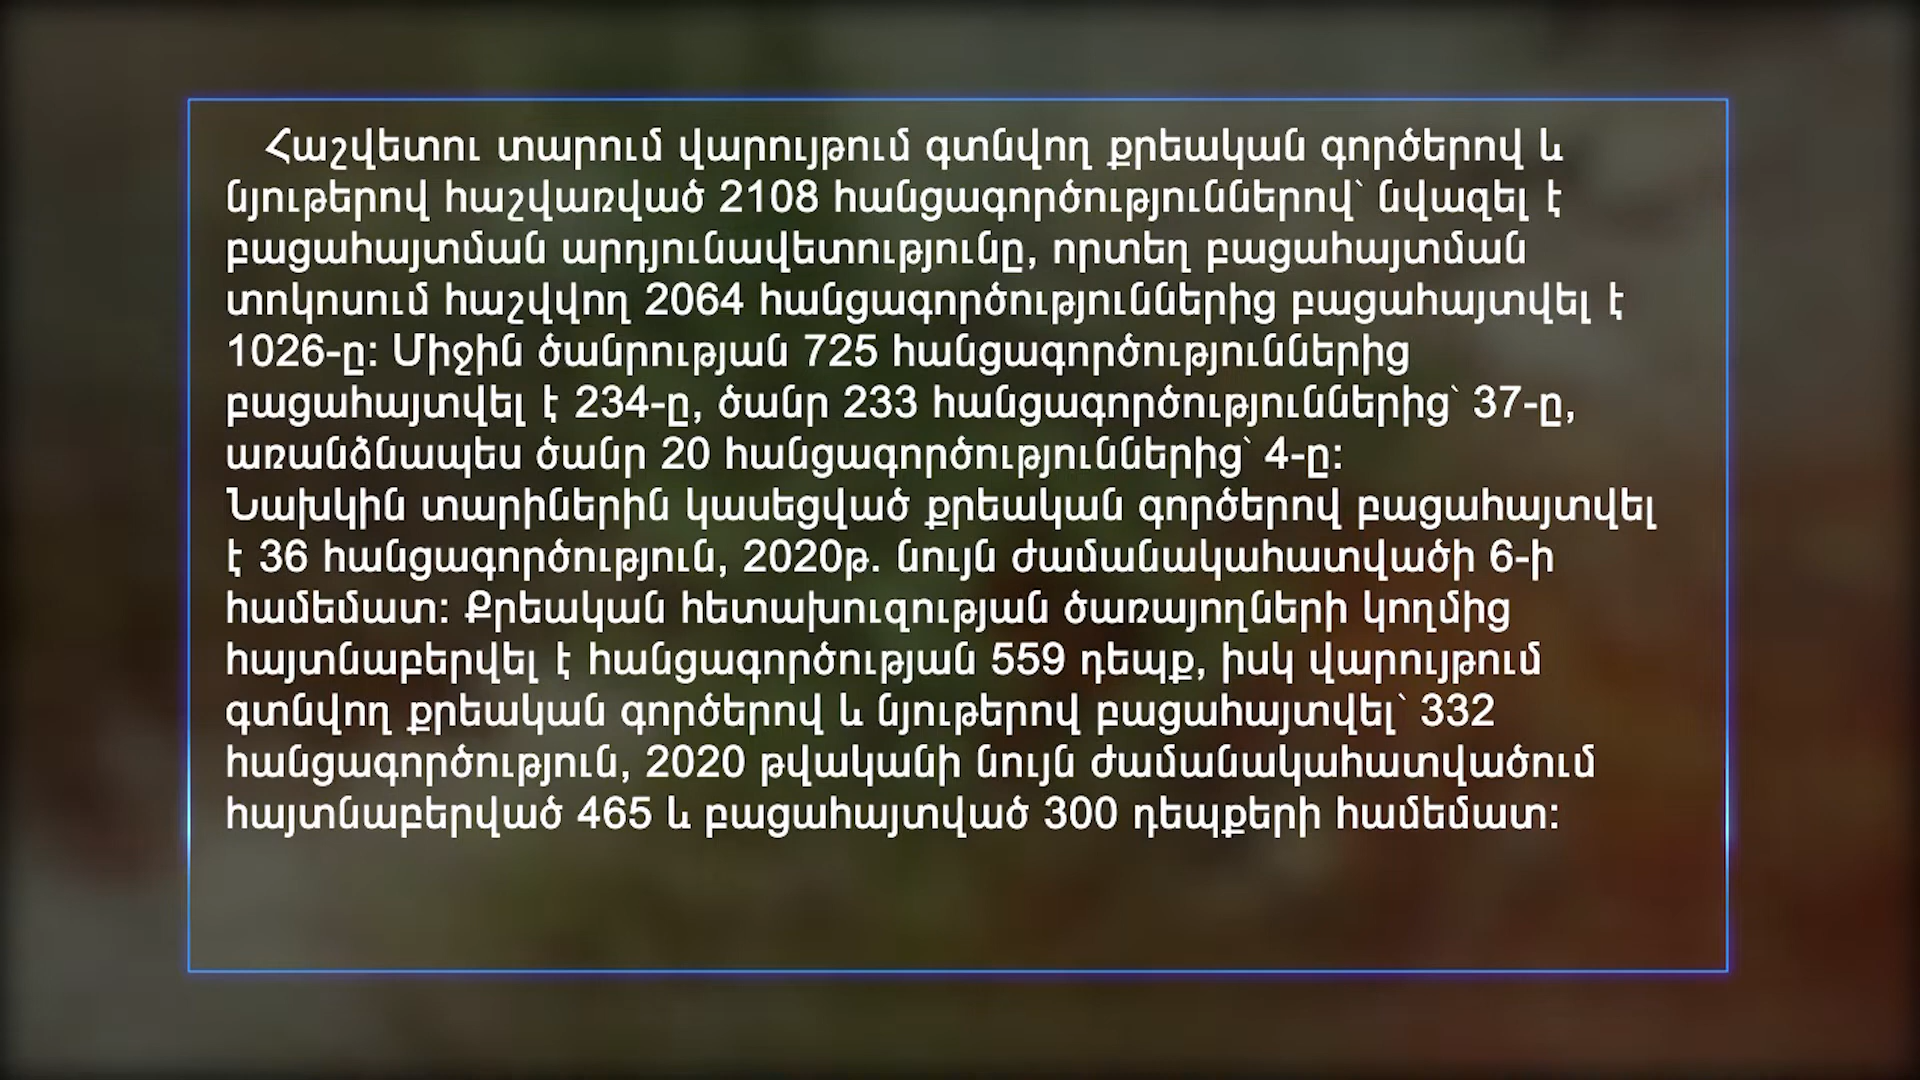 Հաշվետու տարում վարույթում գտնվող քրեական գործերով և
նյութերով հաշվառված 2108 հանցագործություններով՝ նվազել է
բացահայտման արդյունավետությունը, որտեղ բացահայտման
տոկոսում հաշվվող 2064 հանցագործություններից բացահայտվել է
1026-ը։ Միջին ծանրության 725 հանցագործություններից
բացահայտվել է 234-ը, ծանր 233 հանցագործություններից՝ 37-ը,
առանձնապես ծանր 20 հանցագործություններից՝ 4-ը։
Նախկին տարիներին կասեցված քրեական գործերով բացահայտվել
է 36 հանցագործություն, 2020թ. նույն ժամանակահատվածի 6-ի
համեմատ։ Քրեական հետախուզության ծառայողների կողմից
հայտնաբերվել է հանցագործության 559 դեպք, իսկ վարույթում
գտնվող քրեական գործերով և նյութերով բացահայտվել՝ 332
հանցագործություն, 2020 թվականի նույն ժամանակահատվածում
հայտնաբերված 465 և բացահայտված 300 դեպքերի համեմատ։